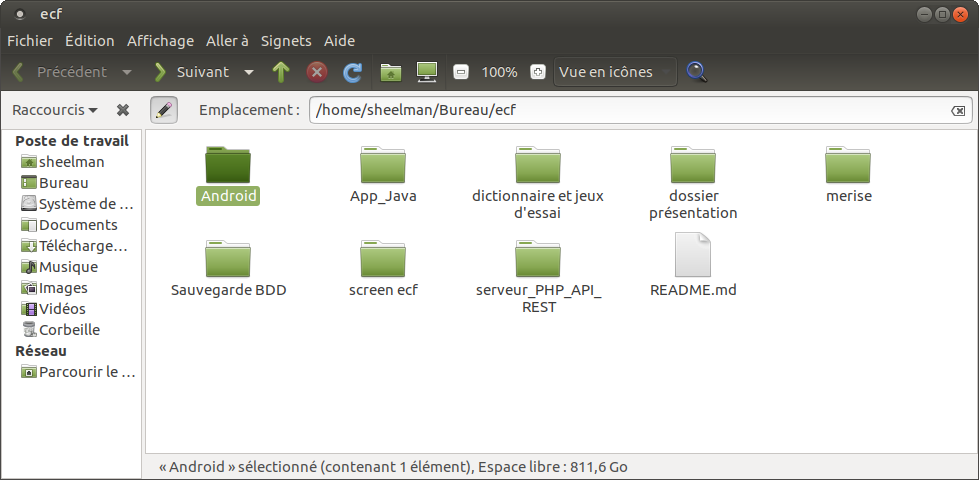 ecf
Fichier Édition Affichage Aller à Signets Aide
Précédent Suivant 100% Vue en icônes
Raccourcis Emplacement : /home/sheelman/Bureau/ecf
Poste de travail
sheelman
Bureau
Système de ...
Documents
Télécharge...
Musique
Images
Vidéos
Corbeille
Réseau
Parcourir le ...
Android
App_Java
dictionnaire et jeux
d'essai
dossier
présentation
merise
Sauvegarde BDD
screen ecf
serveur_PHP_API_
REST
README.md
« Android » sélectionné (contenant 1 élément), Espace libre : 811,6 Go